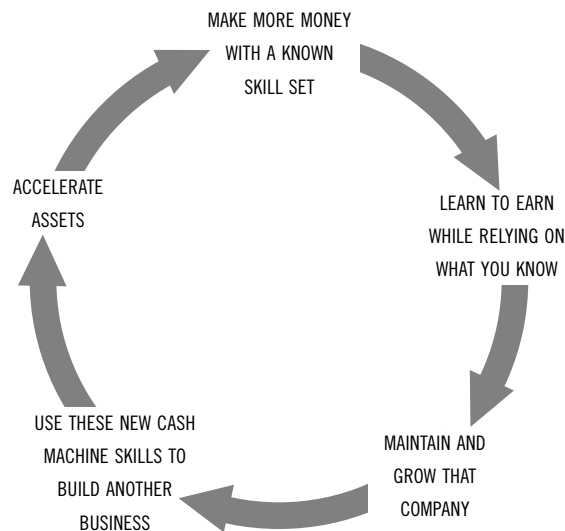 MAKE MORE MONEY
WITH A KNOWN
SKILL SET
LEARN TO EARN
WHILE RELYING ON
WHAT YOU KNOW
MAINTAIN AND
GROW THAT
COMPANY
USE THESE NEW CASH
MACHINE SKILLS TO
BUILD ANOTHER
BUSINESS
ACCELERATE
ASSETS